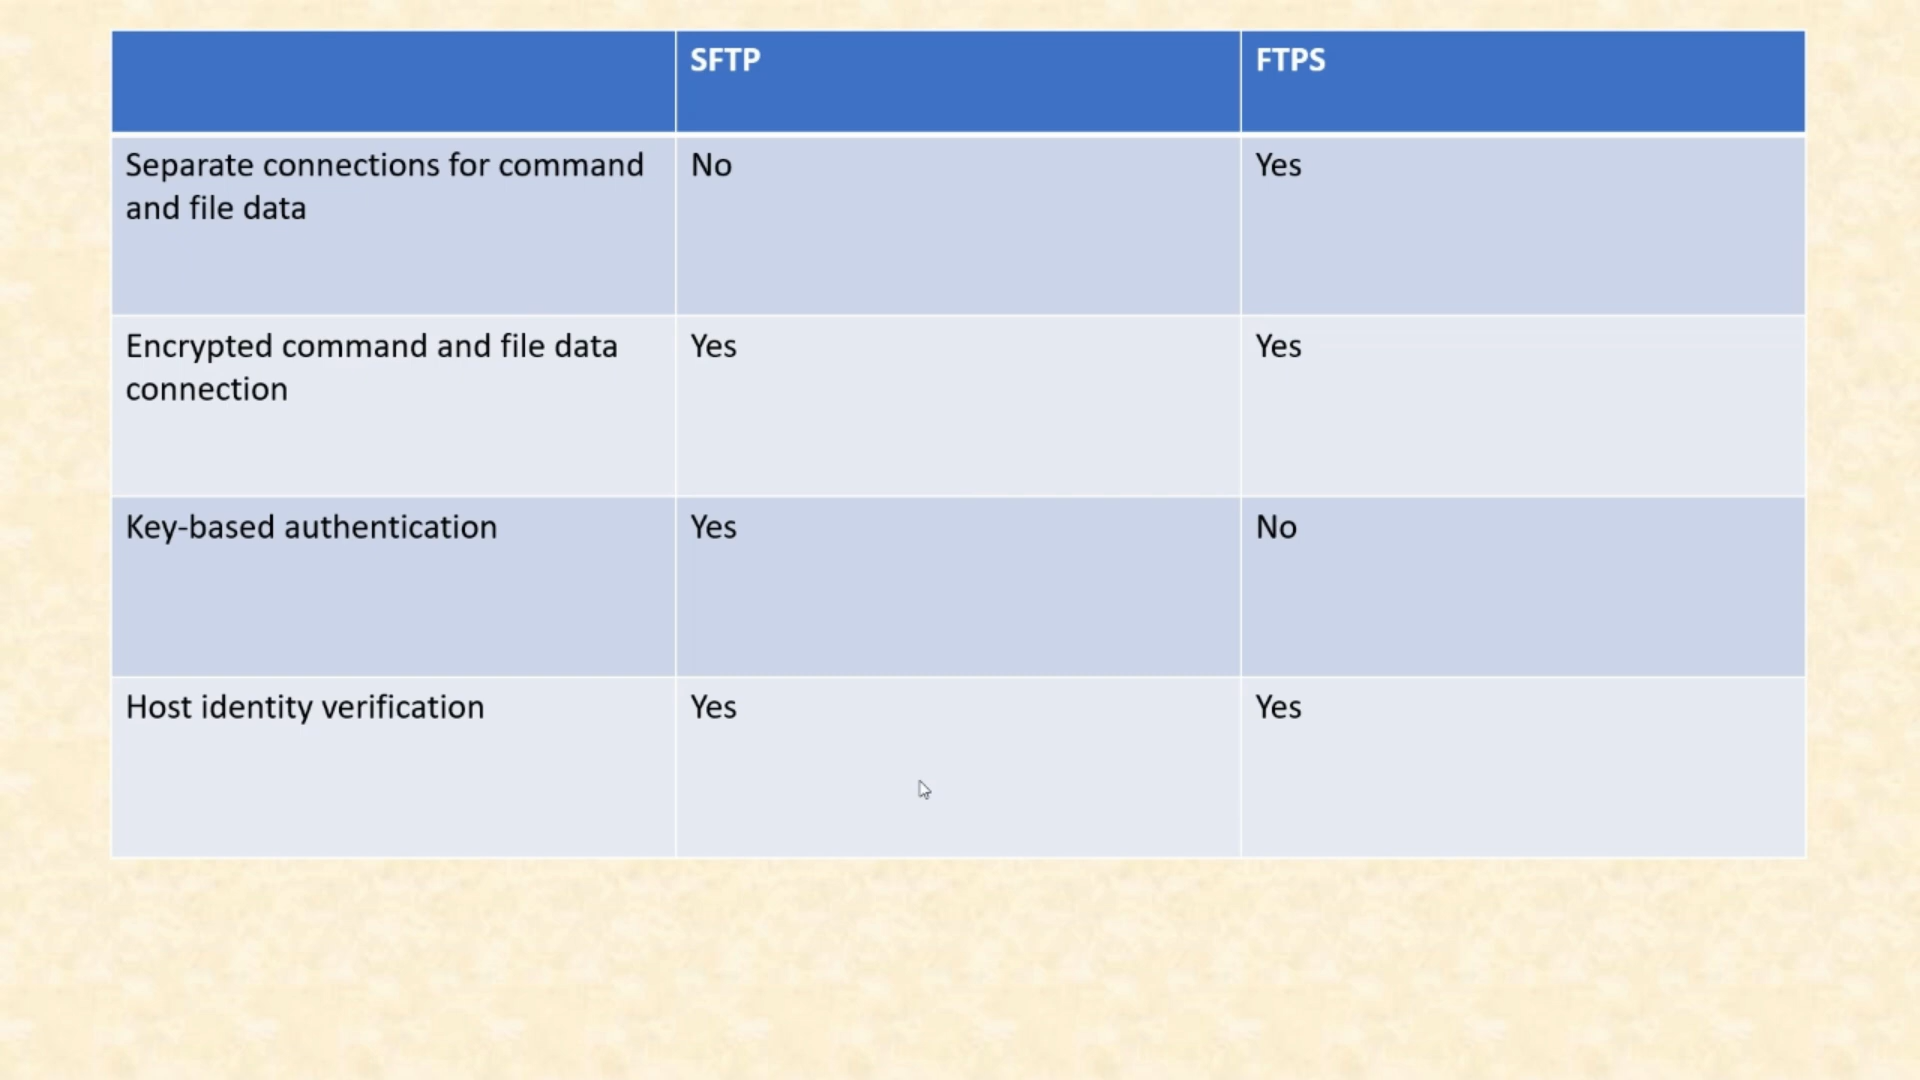 SFTP FTPS
Separate connections for command No Yes
and file data
Encrypted command and file data Yes Yes
connection
Key-based authentication Yes No
Host identity verification Yes Yes